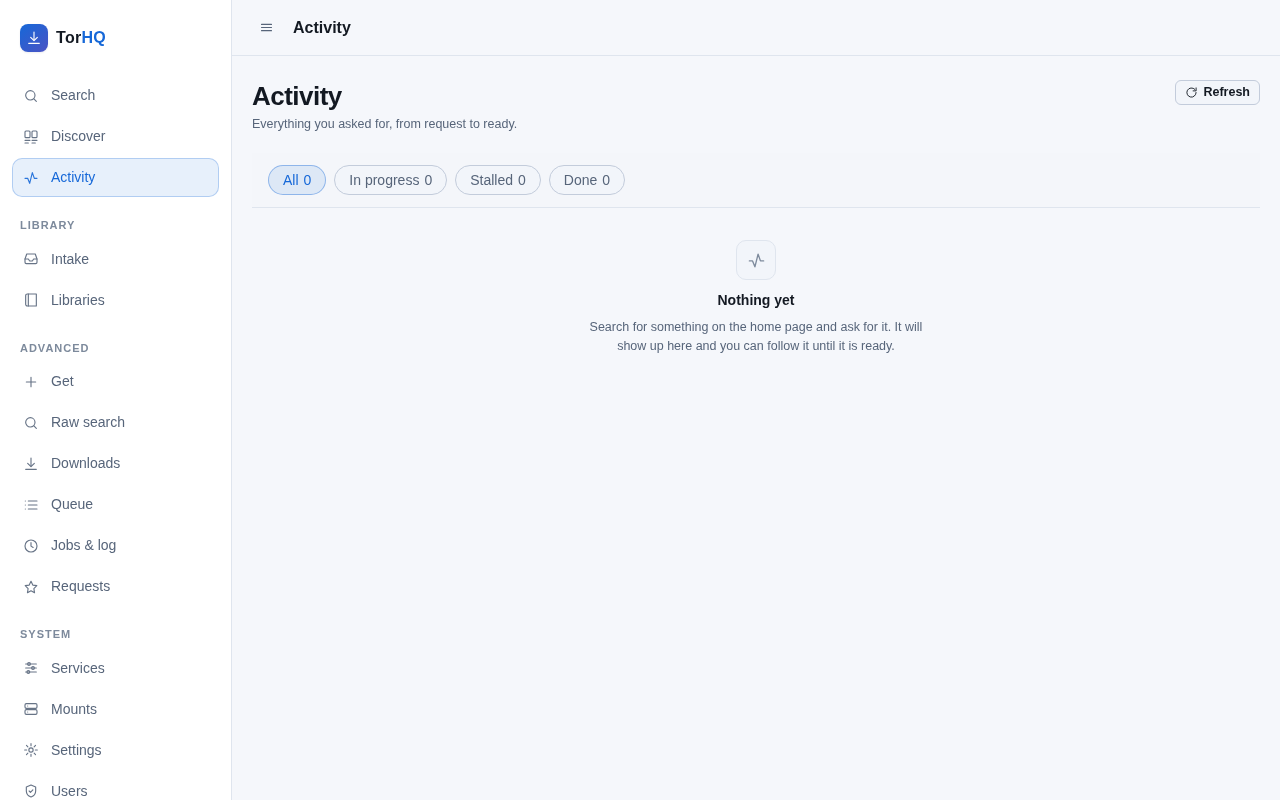 TorHQ
Search
Discover
Activity
LIBRARY
Intake
Libraries
ADVANCED
Get
Raw search
Downloads
Queue
Jobs & log
Requests
SYSTEM
Services
Mounts
Settings
Users
Activity
Activity
Everything you asked for, from request to ready.
Refresh
All 0
In progress 0
Stalled 0
Done 0
Nothing yet
Search for something on the home page and ask for it. It will
show up here and you can follow it until it is ready.